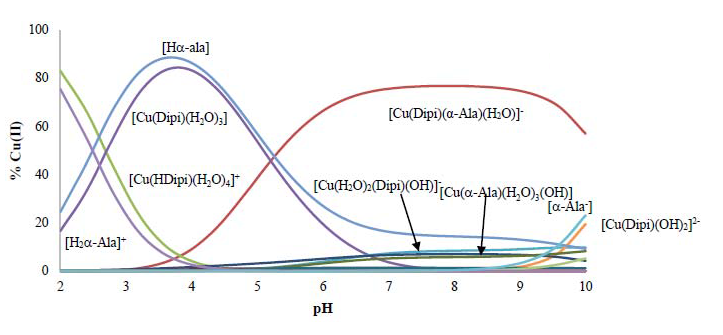 100
[Hα-ala]
80
[Cu(Dipi)(H₂O)₃]
[Cu(Dipi)(α-Ala)(H₂O)]⁻
60
% Cu(II)
40
[Cu(HDipi)(H₂O)₄]⁺
[Cu(H₂O)₂(Dipi)(OH)]⁻
[Cu(α-Ala)(H₂O)₃(OH)]
[α-Ala⁻]
20
[Cu(Dipi)(OH)₂]²⁻
[H₂α-Ala]⁺
0
2 3 4 5 6 7 8 9 10
pH